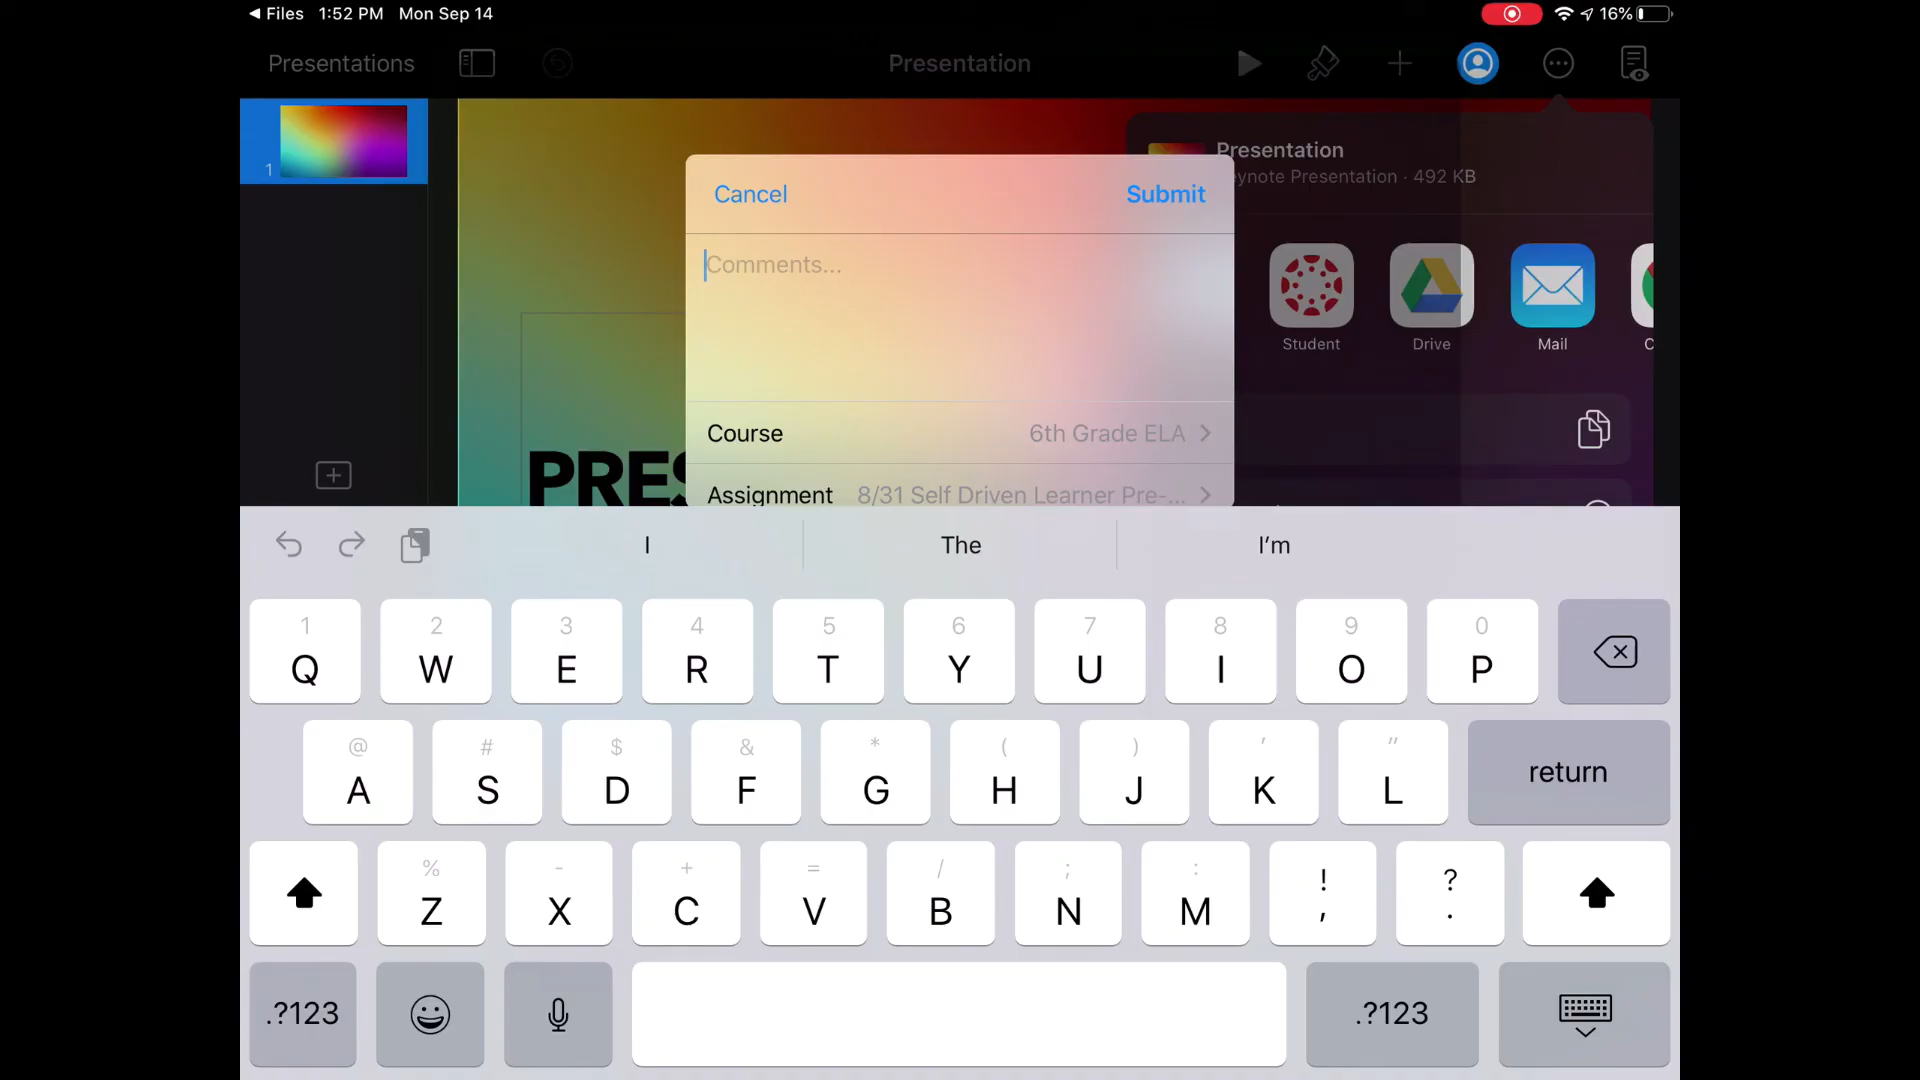 Files 1:52 PM Mon Sep 14 16%
Presentations Presentation
1
Presentation
eynote Presentation · 492 KB
Cancel Submit
Comments...
Student Drive Mail C
Course 6th Grade ELA
PRES
Assignment 8/31 Self Driven Learner Pre-...
I The I'm
1 2 3 4 5 6 7 8 9 0
Q W E R T Y U I O P
@ # $ & * ( ) ' "
A S D F G H J K L return
% - + = / ; : ! ?
Z X C V B N M , .
.?123 .?123